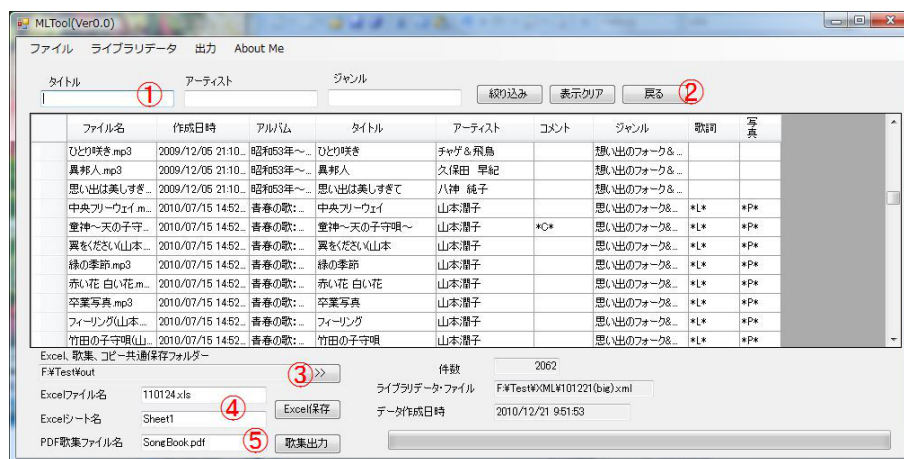 MLTool(Ver0.0)
ファイル ライブラリデータ 出力 About Me
タイトル アーティスト ジャンル
① 絞り込み 表示クリア 戻る ②
ファイル名 作成日時 アルバム タイトル アーティスト コメント ジャンル 歌詞 写真
ひとり咲き.mp3 2009/12/05 21:10... 昭和53年～... ひとり咲き チャゲ&飛鳥 想い出のフォーク&...
異邦人.mp3 2009/12/05 21:10... 昭和53年～... 異邦人 久保田 早紀 想い出のフォーク&...
思い出は美しすぎ... 2009/12/05 21:10... 昭和53年～... 思い出は美しすぎて 八神 純子 想い出のフォーク&...
中央フリーウェイ.m... 2010/07/15 14:52... 青春の歌:... 中央フリーウェイ 山本潤子 思い出のフォーク&... *L* *P*
童神～天の子守... 2010/07/15 14:52... 青春の歌:... 童神～天の子守唄～ 山本潤子 *C* 思い出のフォーク&... *L* *P*
翼をください(山本... 2010/07/15 14:52... 青春の歌:... 翼をください(山本 山本潤子 思い出のフォーク&... *L* *P*
緑の季節.mp3 2010/07/15 14:52... 青春の歌:... 緑の季節 山本潤子 思い出のフォーク&... *L* *P*
赤い花 白い花.m... 2010/07/15 14:52... 青春の歌:... 赤い花 白い花 山本潤子 思い出のフォーク&... *L* *P*
卒業写真.mp3 2010/07/15 14:52... 青春の歌:... 卒業写真 山本潤子 思い出のフォーク&... *L* *P*
フィーリング(山本... 2010/07/15 14:52... 青春の歌:... フィーリング 山本潤子 思い出のフォーク&... *L* *P*
竹田の子守唄(山... 2010/07/15 14:52... 青春の歌:... 竹田の子守唄 山本潤子 思い出のフォーク&... *L* *P*
Excel、歌集、コピー共通保存フォルダー
F:¥Test¥out ③ >> 件数 2062
ライブラリデータ・ファイル F:¥Test¥XML¥101221(big).xml
Excelファイル名 110124.xls ④ Excel保存 データ作成日時 2010/12/21 9:51:53
Excelシート名 Sheet1
PDF歌集ファイル名 SongBook.pdf ⑤ 歌集出力